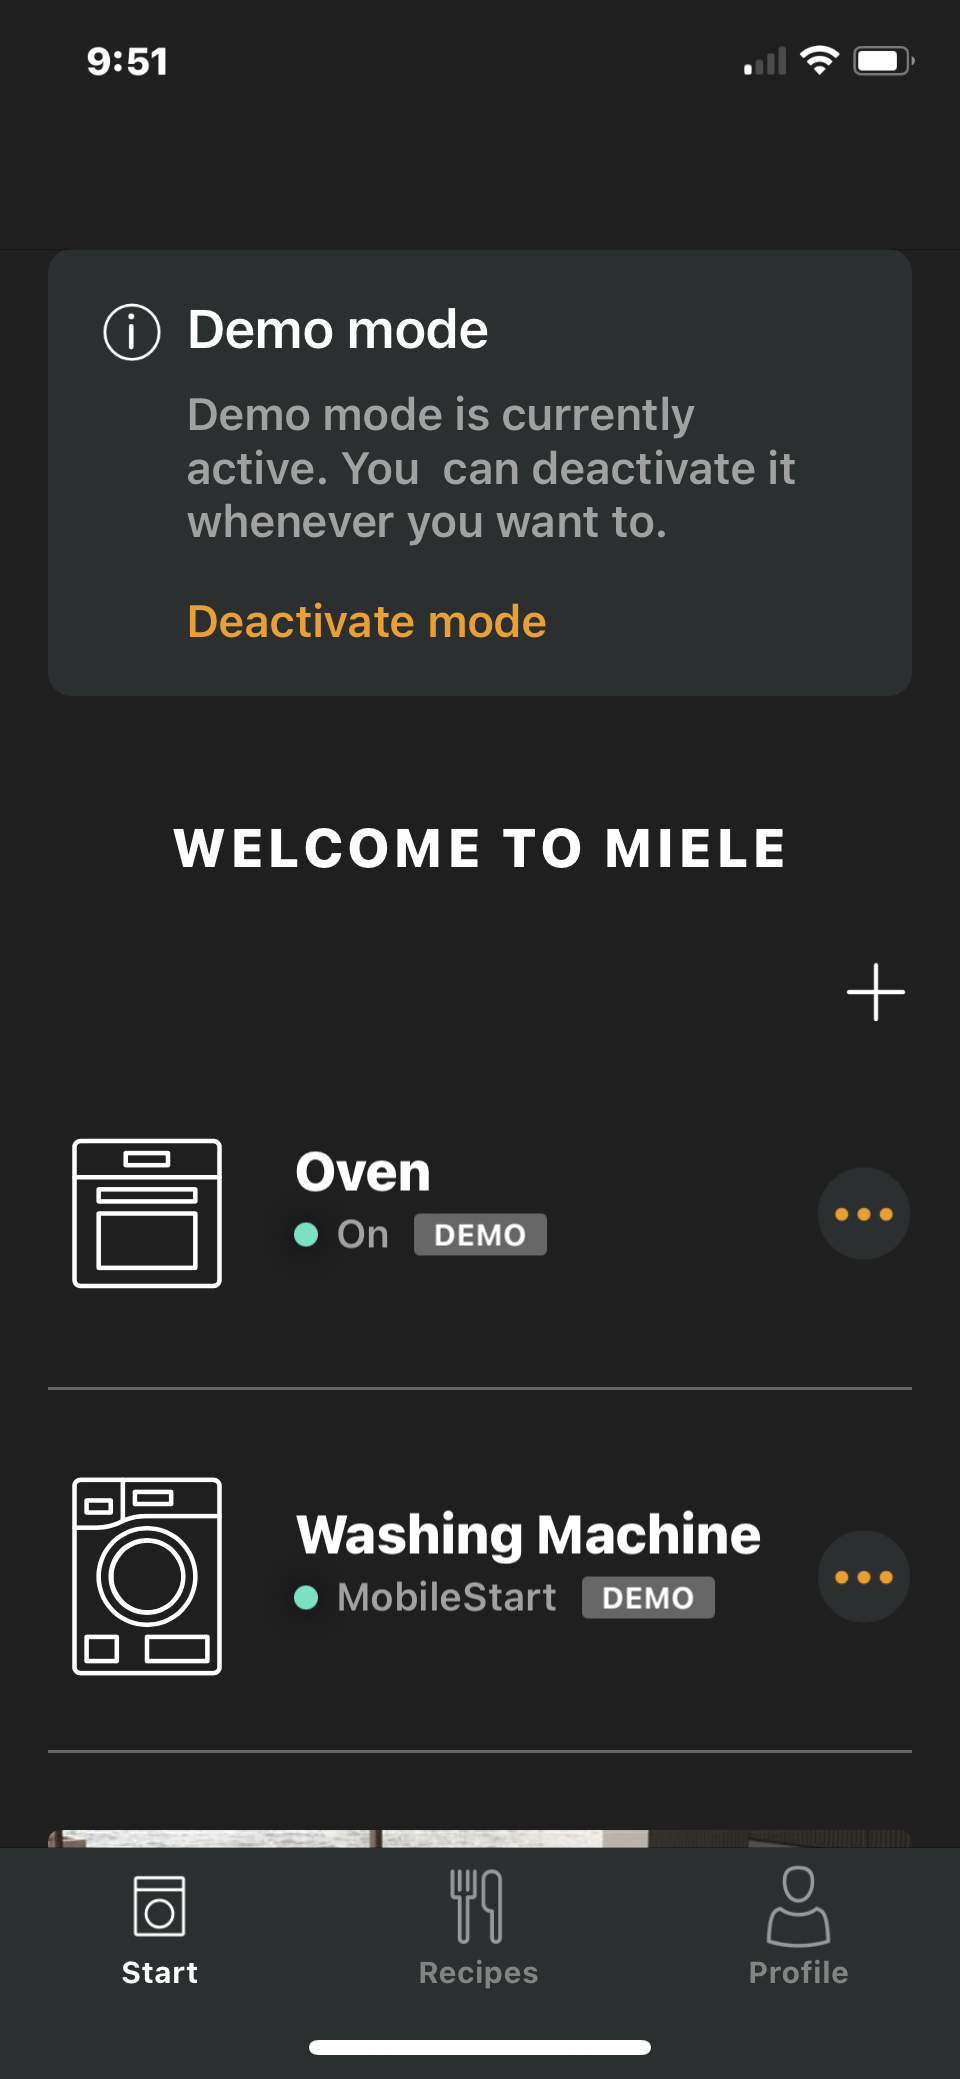 9:51
Demo mode
Demo mode is currently
active. You  can deactivate it
whenever you want to.
Deactivate mode
WELCOME TO MIELE
Oven
On DEMO
Washing Machine
MobileStart DEMO
Start Recipes Profile